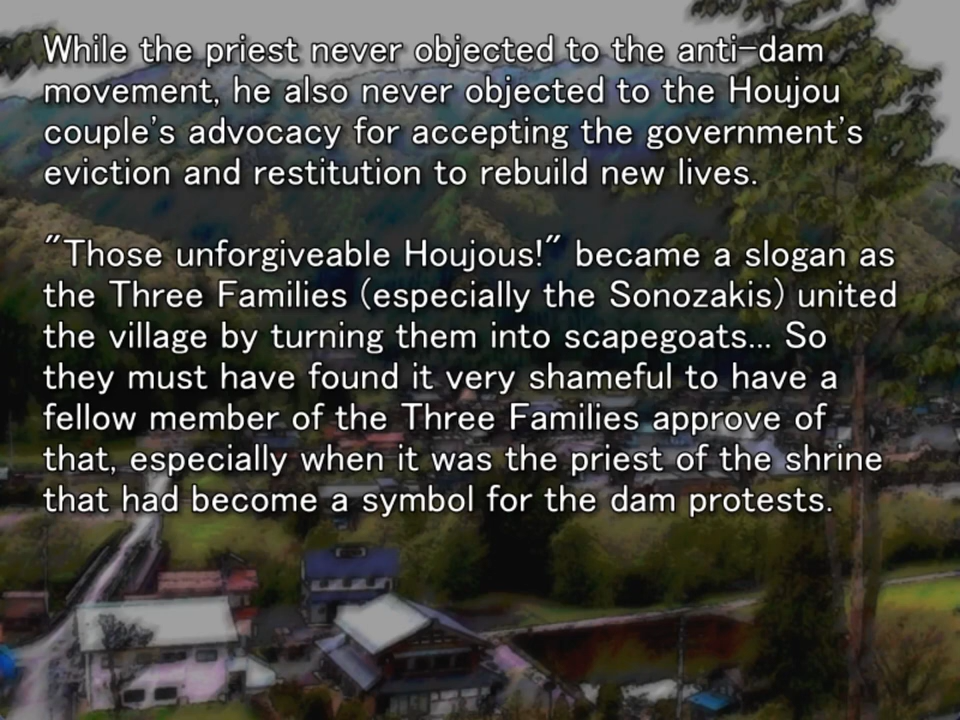 While the priest never objected to the anti-dam
movement, he also never objected to the Houjou
couple's advocacy for accepting the government's
eviction and restitution to rebuild new lives.
"Those unforgiveable Houjous!" became a slogan as
the Three Families (especially the Sonozakis) united
the village by turning them into scapegoats... So
they must have found it very shameful to have a
fellow member of the Three Families approve of
that, especially when it was the priest of the shrine
that had become a symbol for the dam protests.